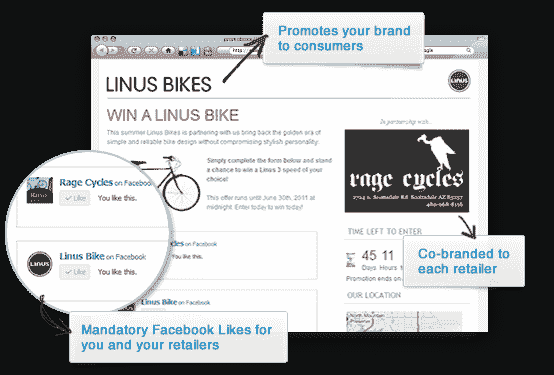 Promotes your brand
to consumers
LINUS BIKES
WIN A LINUS BIKE
This summer Linus Bikes is partnering with us bring back the golden era of
simple and reliable bike design without compromising stylish personality.
Simply complete the form below and stand
a chance to win a Linus 3 speed of your
choice!
This offer runs until June 30th, 2011 at
midnight. Enter today to win today!
In partnership with...
rage cycles
2724 n. Scottsdale Rd. Scottsdale AZ.
TIME LEFT TO ENTER
45 11
Days Hours
Promotion ends on
OUR LOCATION
Rage Cycles on Facebook
Like You like this.
Linus Bike on Facebook
Like You like this.
LINUS
cles on Facebook
Linus Bike on Facebook
Co-branded to
each retailer
Mandatory Facebook Likes for
you and your retailers